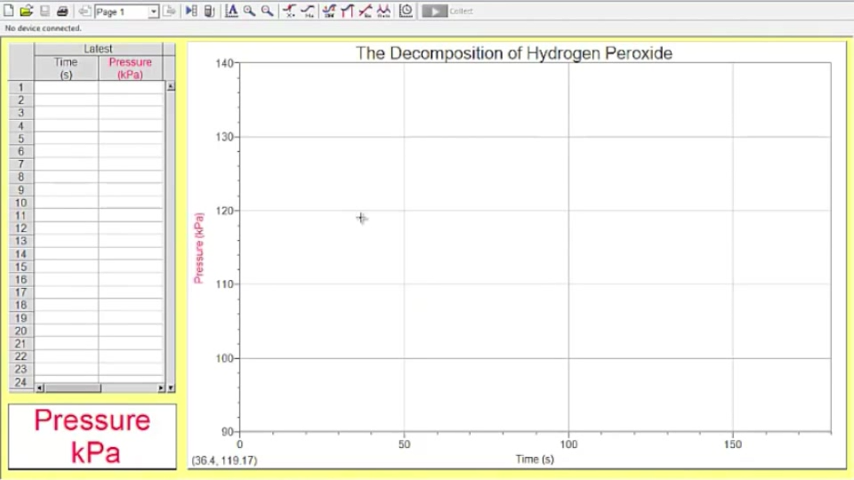 Page 1
Collect
No device connected.
Latest
Time
(s)
Pressure
(kPa)
1
2
3
4
5
6
7
8
9
10
11
12
13
14
15
16
17
18
19
20
21
22
23
24
Pressure
kPa
The Decomposition of Hydrogen Peroxide
140
130
120
110
100
90
Pressure (kPa)
0
50
100
150
(36.4, 119.17)
Time (s)